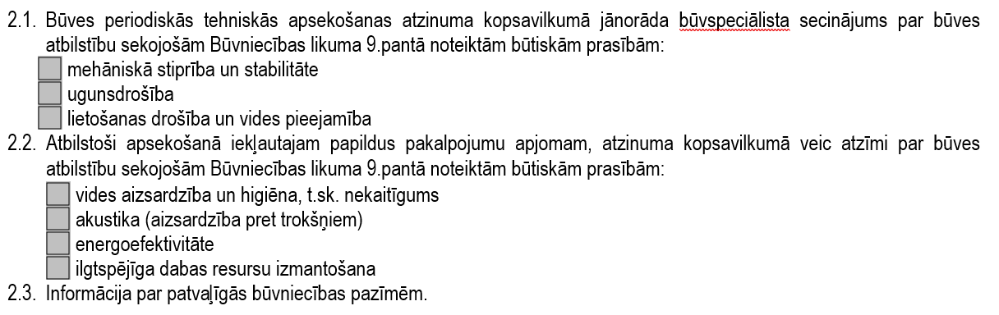 2.1. Būves periodiskās tehniskās apsekošanas atzinuma kopsavilkumā jānorāda būvspeciālista secinājums par būves
atbilstību sekojošām Būvniecības likuma 9.pantā noteiktām būtiskām prasībām:
mehāniskā stiprība un stabilitāte
ugunsdrošība
lietošanas drošība un vides pieejamība
2.2. Atbilstoši apsekošanā iekļautajam papildus pakalpojumu apjomam, atzinuma kopsavilkumā veic atzīmi par būves
atbilstību sekojošām Būvniecības likuma 9.pantā noteiktām būtiskām prasībām:
vides aizsardzība un higiēna, t.sk. nekaitīgums
akustika (aizsardzība pret trokšņiem)
energoefektivitāte
ilgtspējīga dabas resursu izmantošana
2.3. Informācija par patvaļīgās būvniecības pazīmēm.